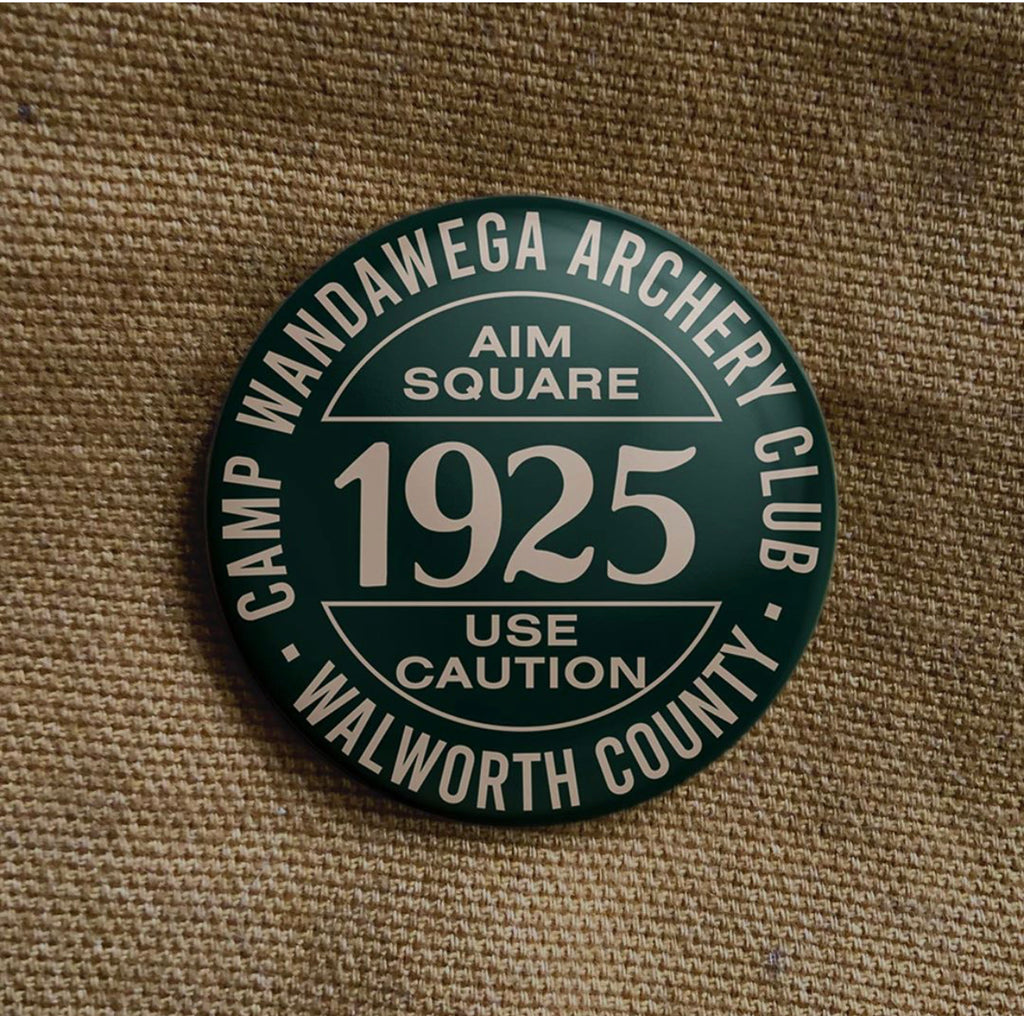 CAMP WANDAWEGA ARCHERY CLUB
AIM
SQUARE
1925
USE
CAUTION
▪ WALWORTH COUNTY ▪